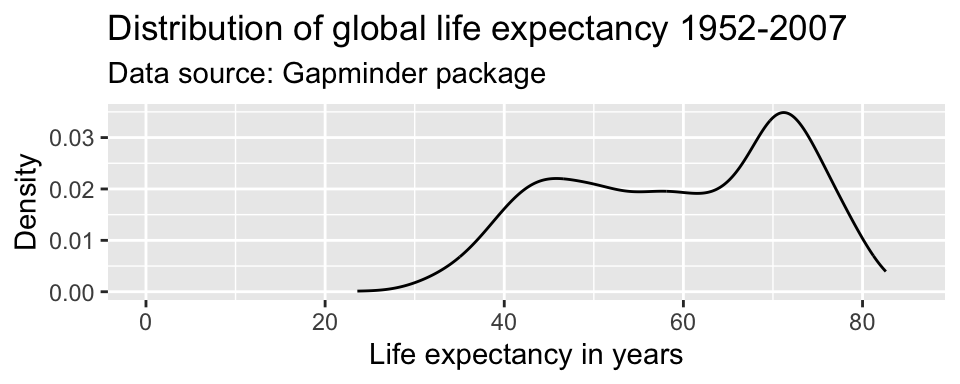 Distribution of global life expectancy 1952-2007
Data source: Gapminder package
Density
0.03
0.02
0.01
0.00
0
20
40
60
80
Life expectancy in years